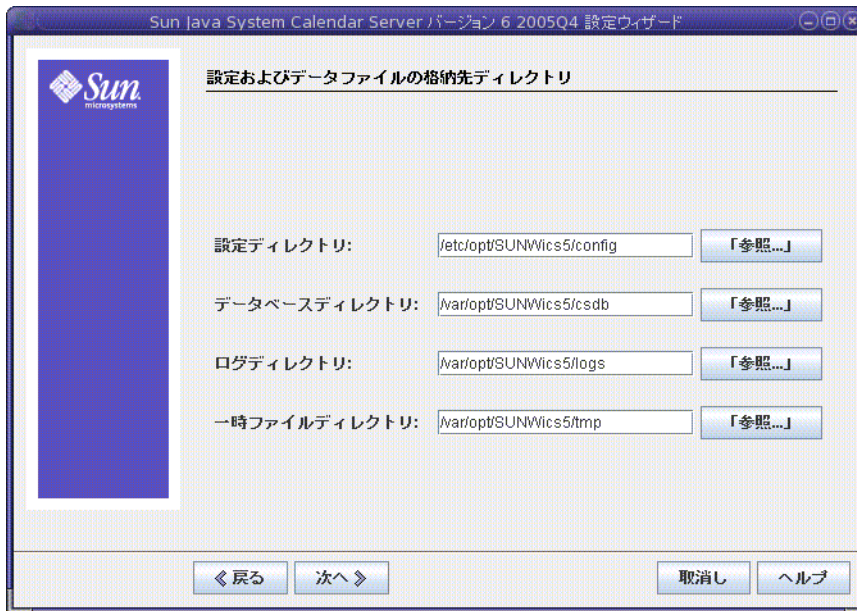 Sun Java System Calendar Server バージョン 6 2005Q4 設定ウィザード
Sun
microsystems
設定およびデータファイルの格納先ディレクトリ
設定ディレクトリ: /etc/opt/SUNWics5/config 「参照...」
データベースディレクトリ: /var/opt/SUNWics5/csdb 「参照...」
ログディレクトリ: /var/opt/SUNWics5/logs 「参照...」
一時ファイルディレクトリ: /var/opt/SUNWics5/tmp 「参照...」
戻る 次へ 取消し ヘルプ